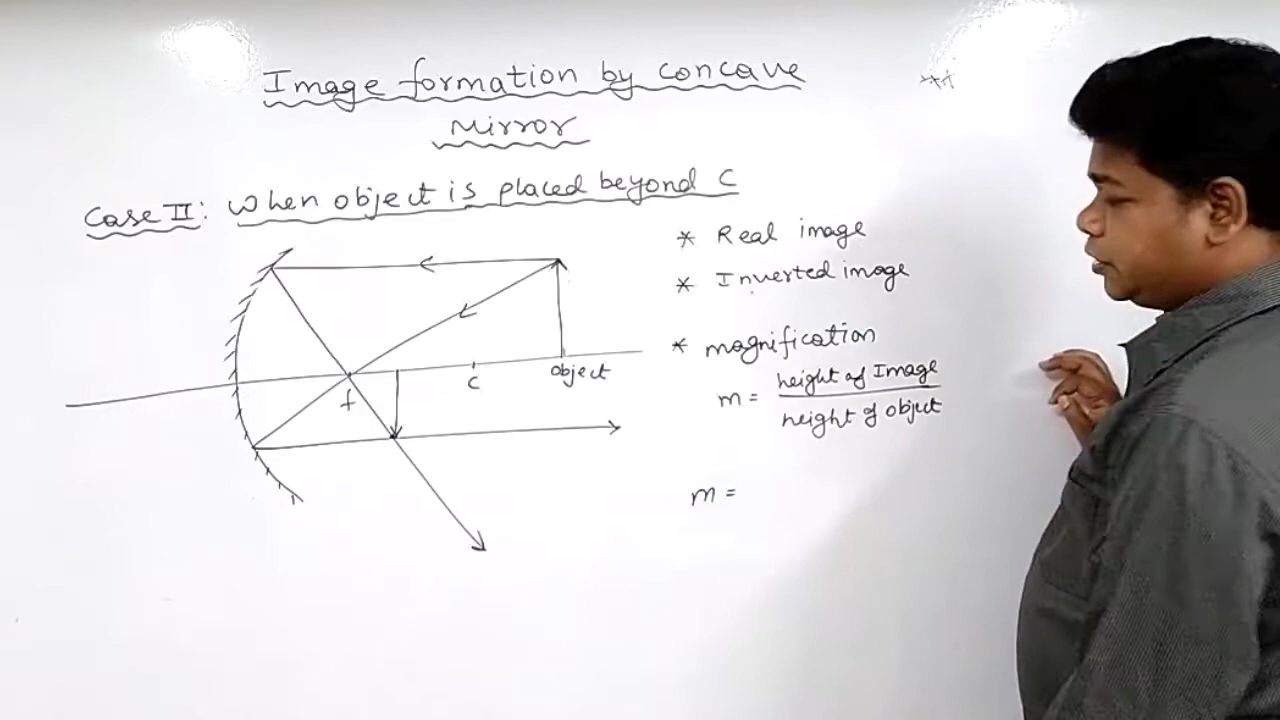 Image formation by concave
Mirror
Case II: When object is placed beyond C
* Real image
* Inverted image
* magnification
m = height of Image
height of object
m =
f
C
object